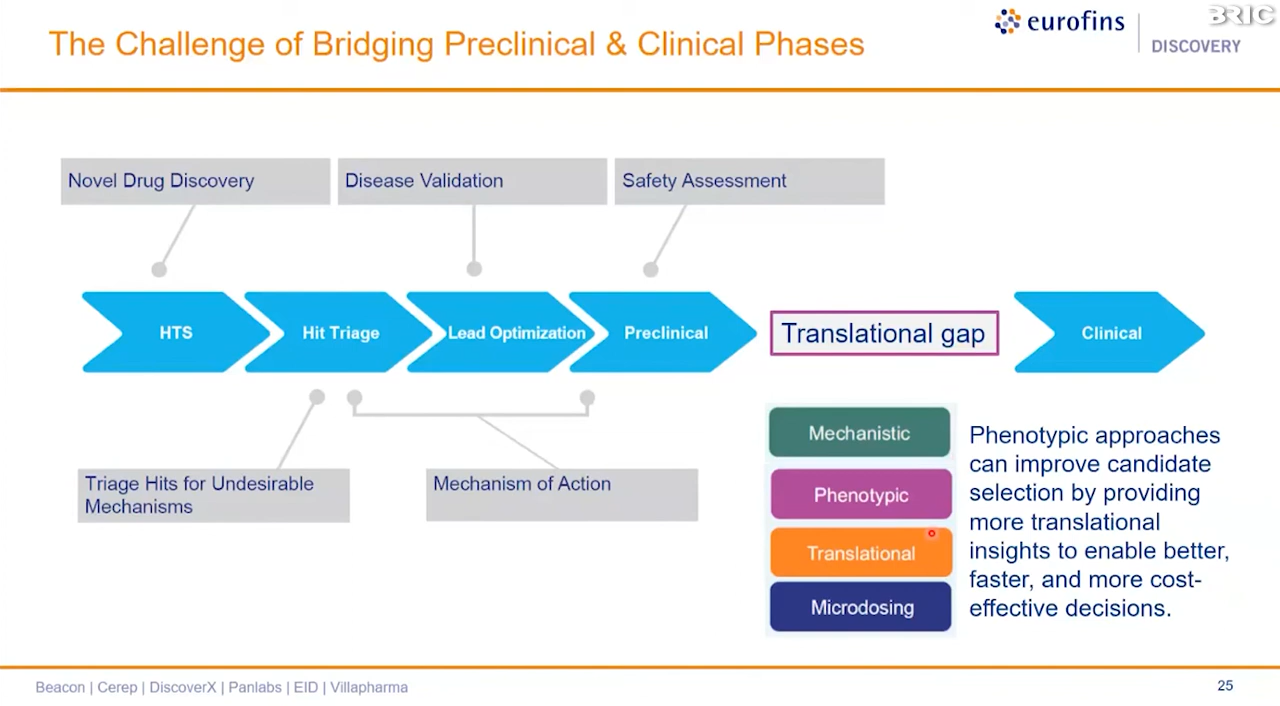 The Challenge of Bridging Preclinical & Clinical Phases
eurofins
DISCOVERY
BRIC
Novel Drug Discovery
Disease Validation
Safety Assessment
HTS
Hit Triage
Lead Optimization
Preclinical
Translational gap
Clinical
Triage Hits for Undesirable
Mechanisms
Mechanism of Action
Mechanistic
Phenotypic
Translational
Microdosing
Phenotypic approaches
can improve candidate
selection by providing
more translational
insights to enable better,
faster, and more cost-
effective decisions.
Beacon | Cerep | DiscoverX | Panlabs | EID | Villapharma
25